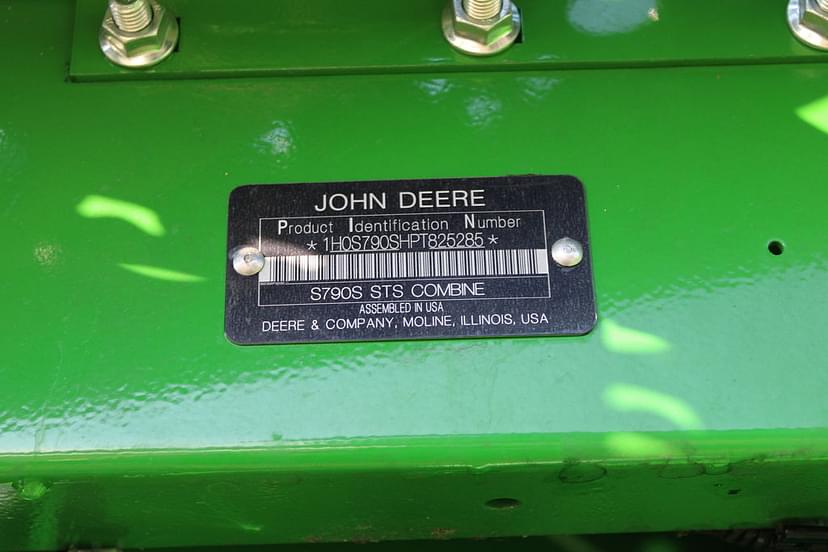 JOHN DEERE
Product Identification Number
*1H0S790SHPT825285*
S790S STS COMBINE
ASSEMBLED IN USA
DEERE & COMPANY, MOLINE, ILLINOIS, USA